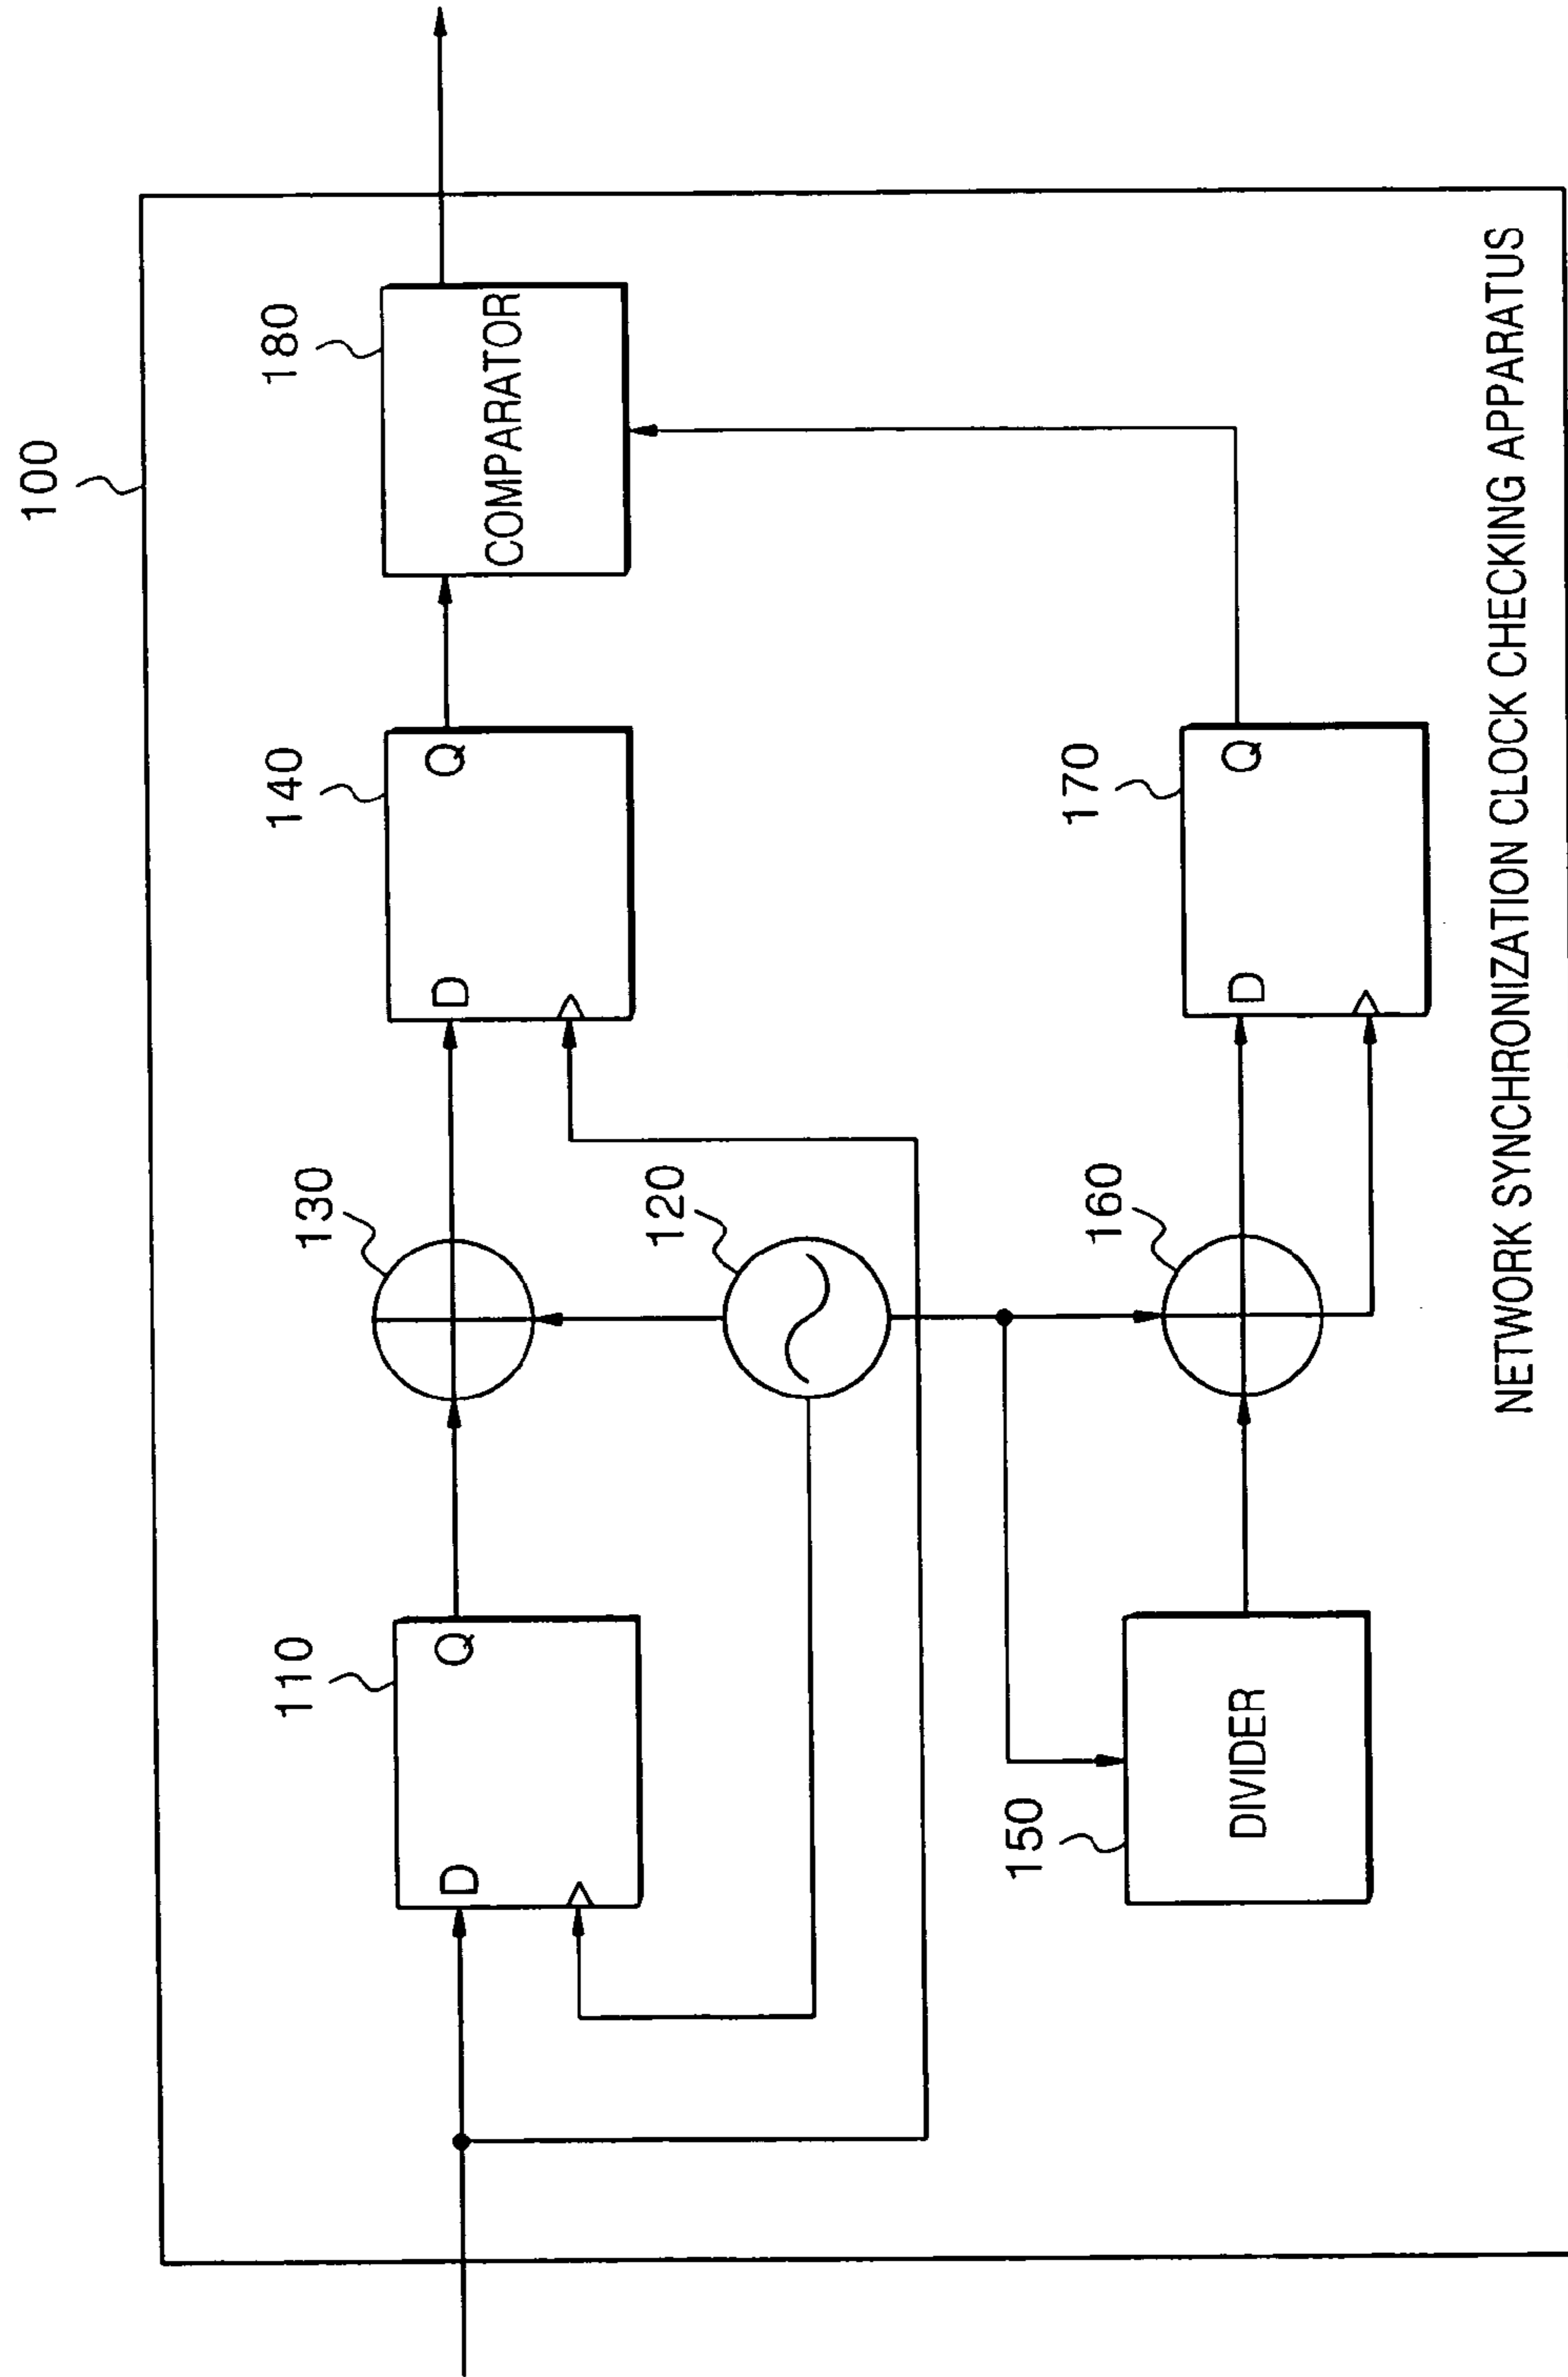 100
110
D
Q
130
140
D
Q
180
COMPARATOR
120
150
DIVIDER
160
170
D
Q
NETWORK SYNCHRONIZATION CLOCK CHECKING APPARATUS